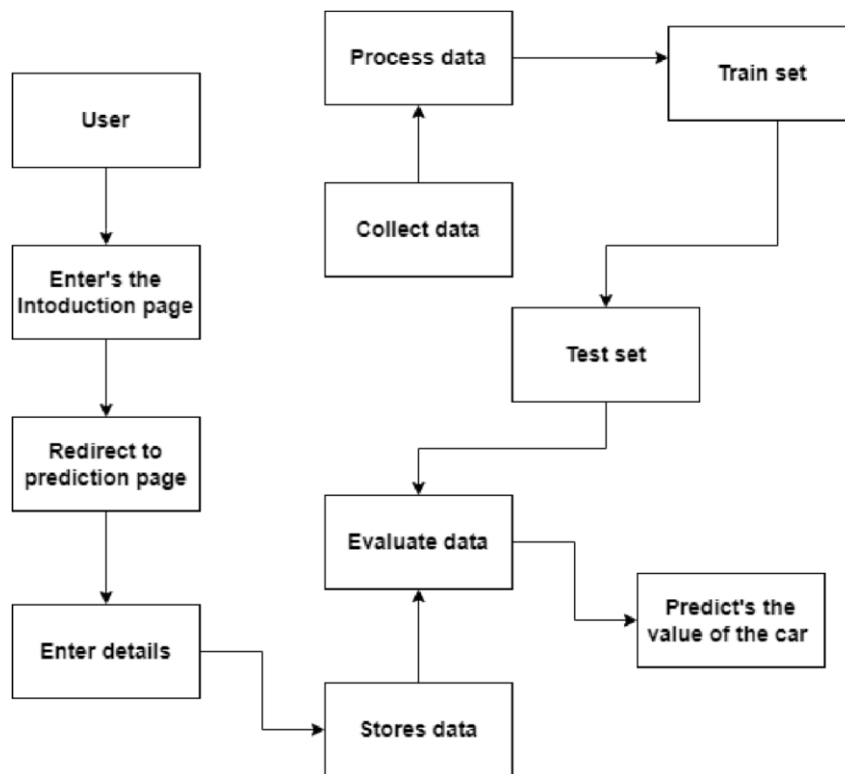 User
Enter's the
Intoduction page
Redirect to
prediction page
Enter details
Process data
Collect data
Train set
Test set
Evaluate data
Stores data
Predict's the
value of the car